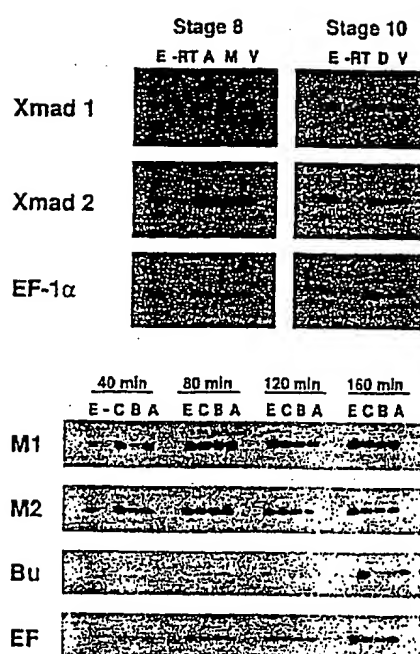 Stage 8 Stage 10
E -RT A M V E -RT D V
Xmad 1
Xmad 2
EF-1α
40 min 80 min 120 min 160 min
E - C B A E C B A E C B A E C B A
M1
M2
Bu
EF